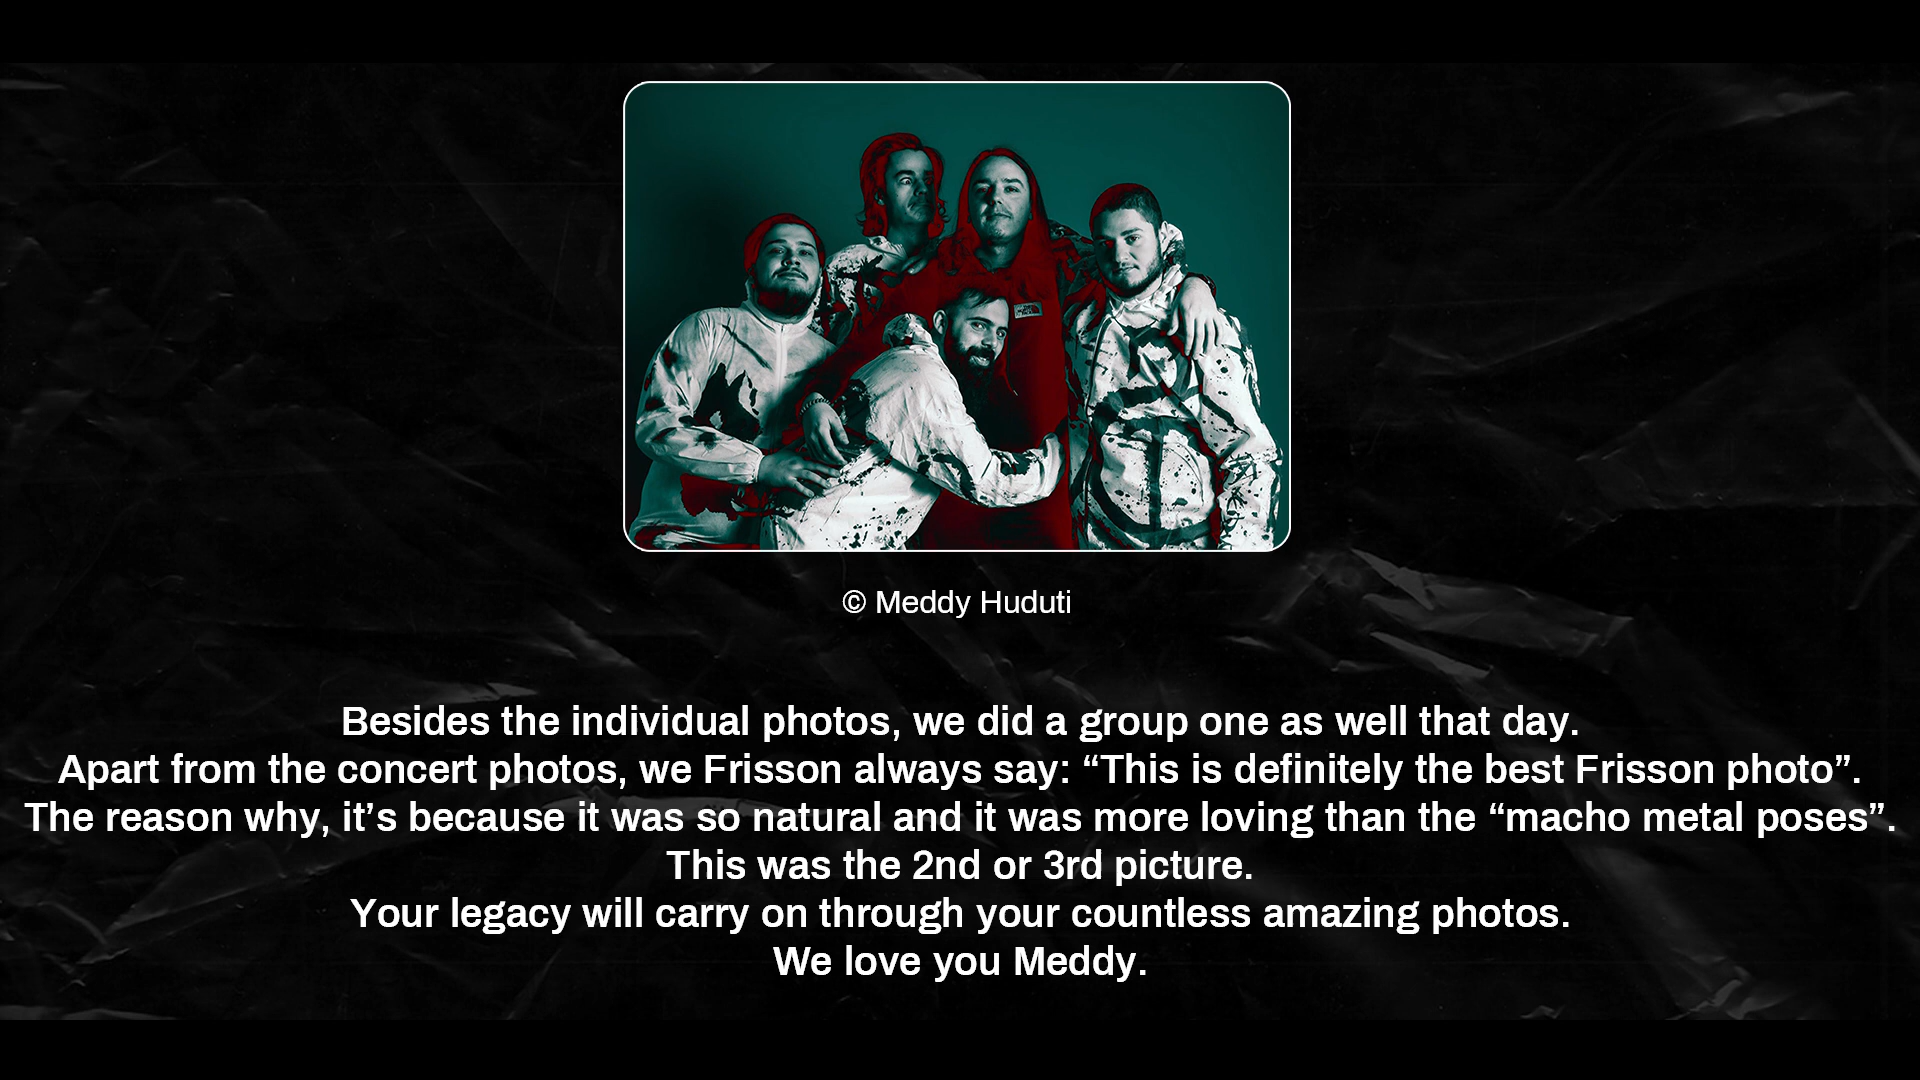 © Meddy Huduti
Besides the individual photos, we did a group one as well that day.
Apart from the concert photos, we Frisson always say: “This is definitely the best Frisson photo”.
The reason why, it’s because it was so natural and it was more loving than the “macho metal poses”.
This was the 2nd or 3rd picture.
Your legacy will carry on through your countless amazing photos.
We love you Meddy.